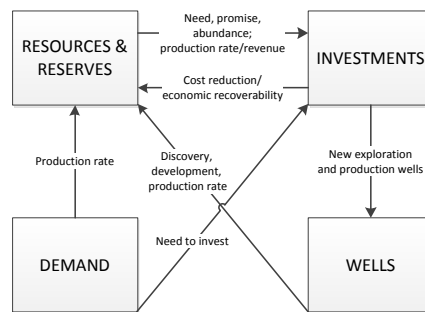 Need, promise,
abundance;
production rate/revenue
RESOURCES &
RESERVES
INVESTMENTS
Cost reduction/
economic recoverability
Production rate
Discovery,
development,
production rate
New exploration
and production wells
Need to invest
DEMAND
WELLS